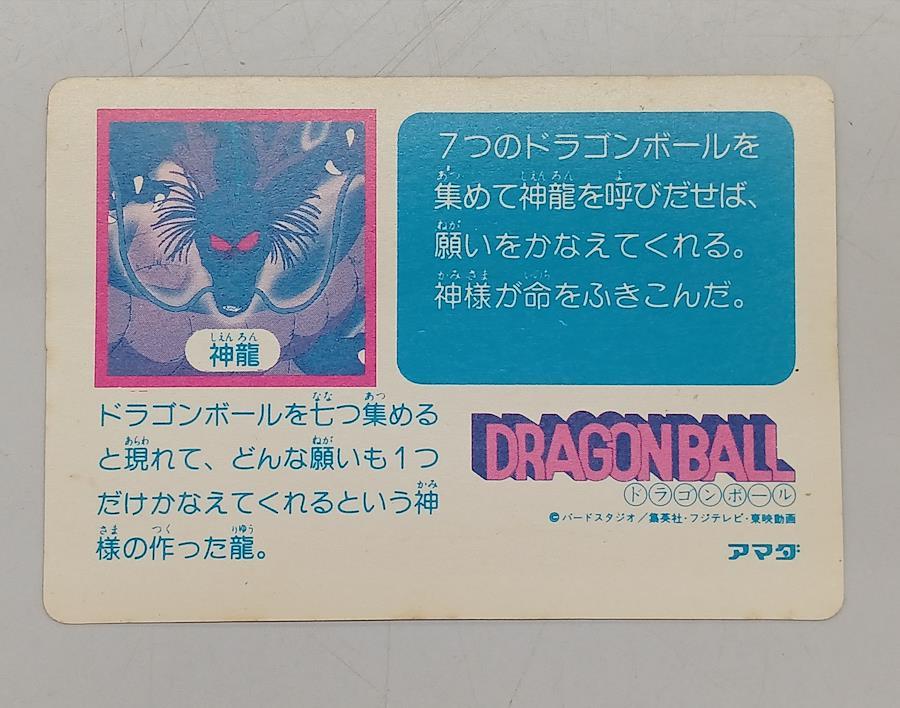 神龍
7つのドラゴンボールを
集めて神龍を呼びだせば、
願いをかなえてくれる。
神様が命をふきこんだ。
ドラゴンボールを七つ集める
と現れて、どんな願いも1つ
だけかなえてくれるという神
様の作った龍。
DRAGON BALL
ドラゴンボール
©バードスタジオ/集英社・フジテレビ・東映動画
アマダ